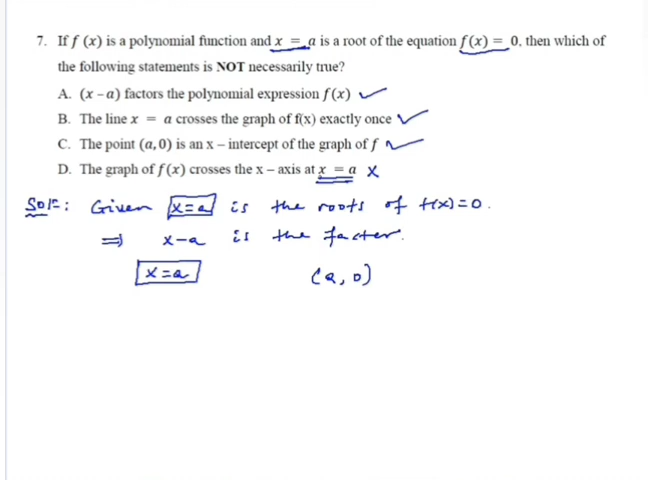 7. If f (x) is a polynomial function and x = a is a root of the equation f(x) = 0, then which of
the following statements is NOT necessarily true?
A. (x – a) factors the polynomial expression f(x)
B. The line x = a crosses the graph of f(x) exactly once
C. The point (a, 0) is an x – intercept of the graph of f
D. The graph of f(x) crosses the x – axis at x = a ×
Solⁿ: Given x=a is the roots of f(x)=0.
⇒ x-a is the factor.
x=a (a, 0)